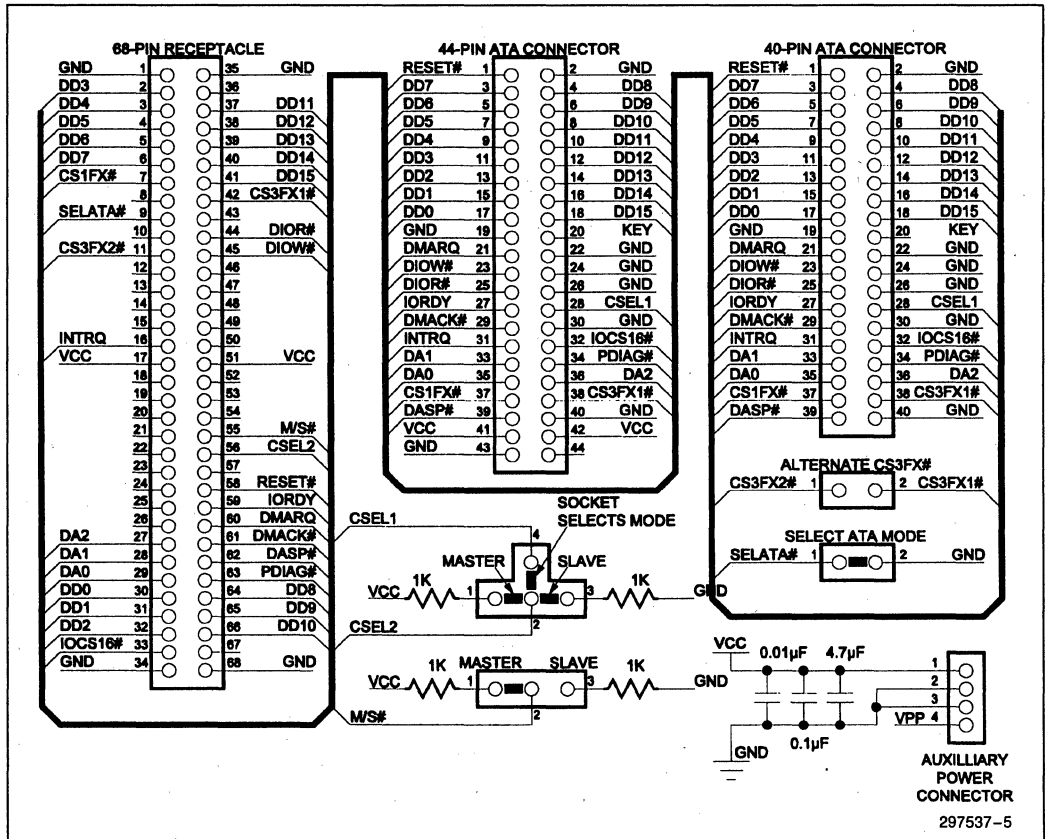 68-PIN RECEPTACLE
GND 1 35 GND
DD3 2 36
DD4 3 37 DD11
DD5 4 38 DD12
DD6 5 39 DD13
DD7 6 40 DD14
CS1FX# 7 41 DD15
8 42 CS3FX1#
SELATA# 9 43
10 44 DIOR#
CS3FX2# 11 45 DIOW#
12 46
13 47
14 48
15 49
INTRQ 16 50
VCC 17 51 VCC
18 52
19 53
20 54
21 55 M/S#
22 56 CSEL2
23 57
24 58 RESET#
25 59 IORDY
26 60 DMARQ
DA2 27 61 DMACK#
DA1 28 62 DASP#
DA0 29 63 PDIAG#
DD0 30 64 DD8
DD1 31 65 DD9
DD2 32 66 DD10
IOCS16# 33 67
GND 34 68 GND
44-PIN ATA CONNECTOR
RESET# 1 2 GND
DD7 3 4 DD8
DD6 5 6 DD9
DD5 7 8 DD10
DD4 9 10 DD11
DD3 11 12 DD12
DD2 13 14 DD13
DD1 15 16 DD14
DD0 17 18 DD15
GND 19 20 KEY
DMARQ 21 22 GND
DIOW# 23 24 GND
DIOR# 25 26 GND
IORDY 27 28 CSEL1
DMACK# 29 30 GND
INTRQ 31 32 IOCS16#
DA1 33 34 PDIAG#
DA0 35 36 DA2
CS1FX# 37 38 CS3FX1#
DASP# 39 40 GND
VCC 41 42 VCC
GND 43 44
40-PIN ATA CONNECTOR
RESET# 1 2 GND
DD7 3 4 DD8
DD6 5 6 DD9
DD5 7 8 DD10
DD4 9 10 DD11
DD3 11 12 DD12
DD2 13 14 DD13
DD1 15 16 DD14
DD0 17 18 DD15
GND 19 20 KEY
DMARQ 21 22 GND
DIOW# 23 24 GND
DIOR# 25 26 GND
IORDY 27 28 CSEL1
DMACK# 29 30 GND
INTRQ 31 32 IOCS16#
DA1 33 34 PDIAG#
DA0 35 36 DA2
CS1FX# 37 38 CS3FX1#
DASP# 39 40 GND
ALTERNATE CS3FX#
CS3FX2# 1 2 CS3FX1#
SELECT ATA MODE
SELATA# 1 2 GND
SOCKET
SELECTS MODE
CSEL1 4
MASTER SLAVE
1K 1K
VCC 1 3 GND
CSEL2 2
1K MASTER SLAVE 1K
VCC 1 3 GND
M/S# 2
VCC 0.01µF 4.7µF
1
2
3
VPP 4
GND 0.1µF
AUXILLIARY
POWER
CONNECTOR
297537-5